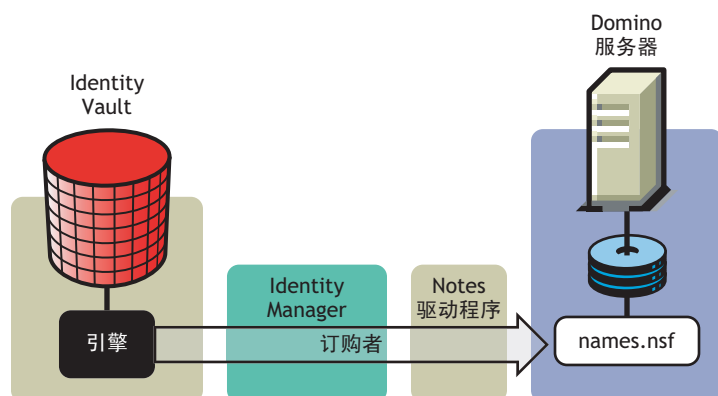 Identity
Vault
Domino
服务器
Identity
Manager
Notes
驱动程序
引擎
订购者
names.nsf